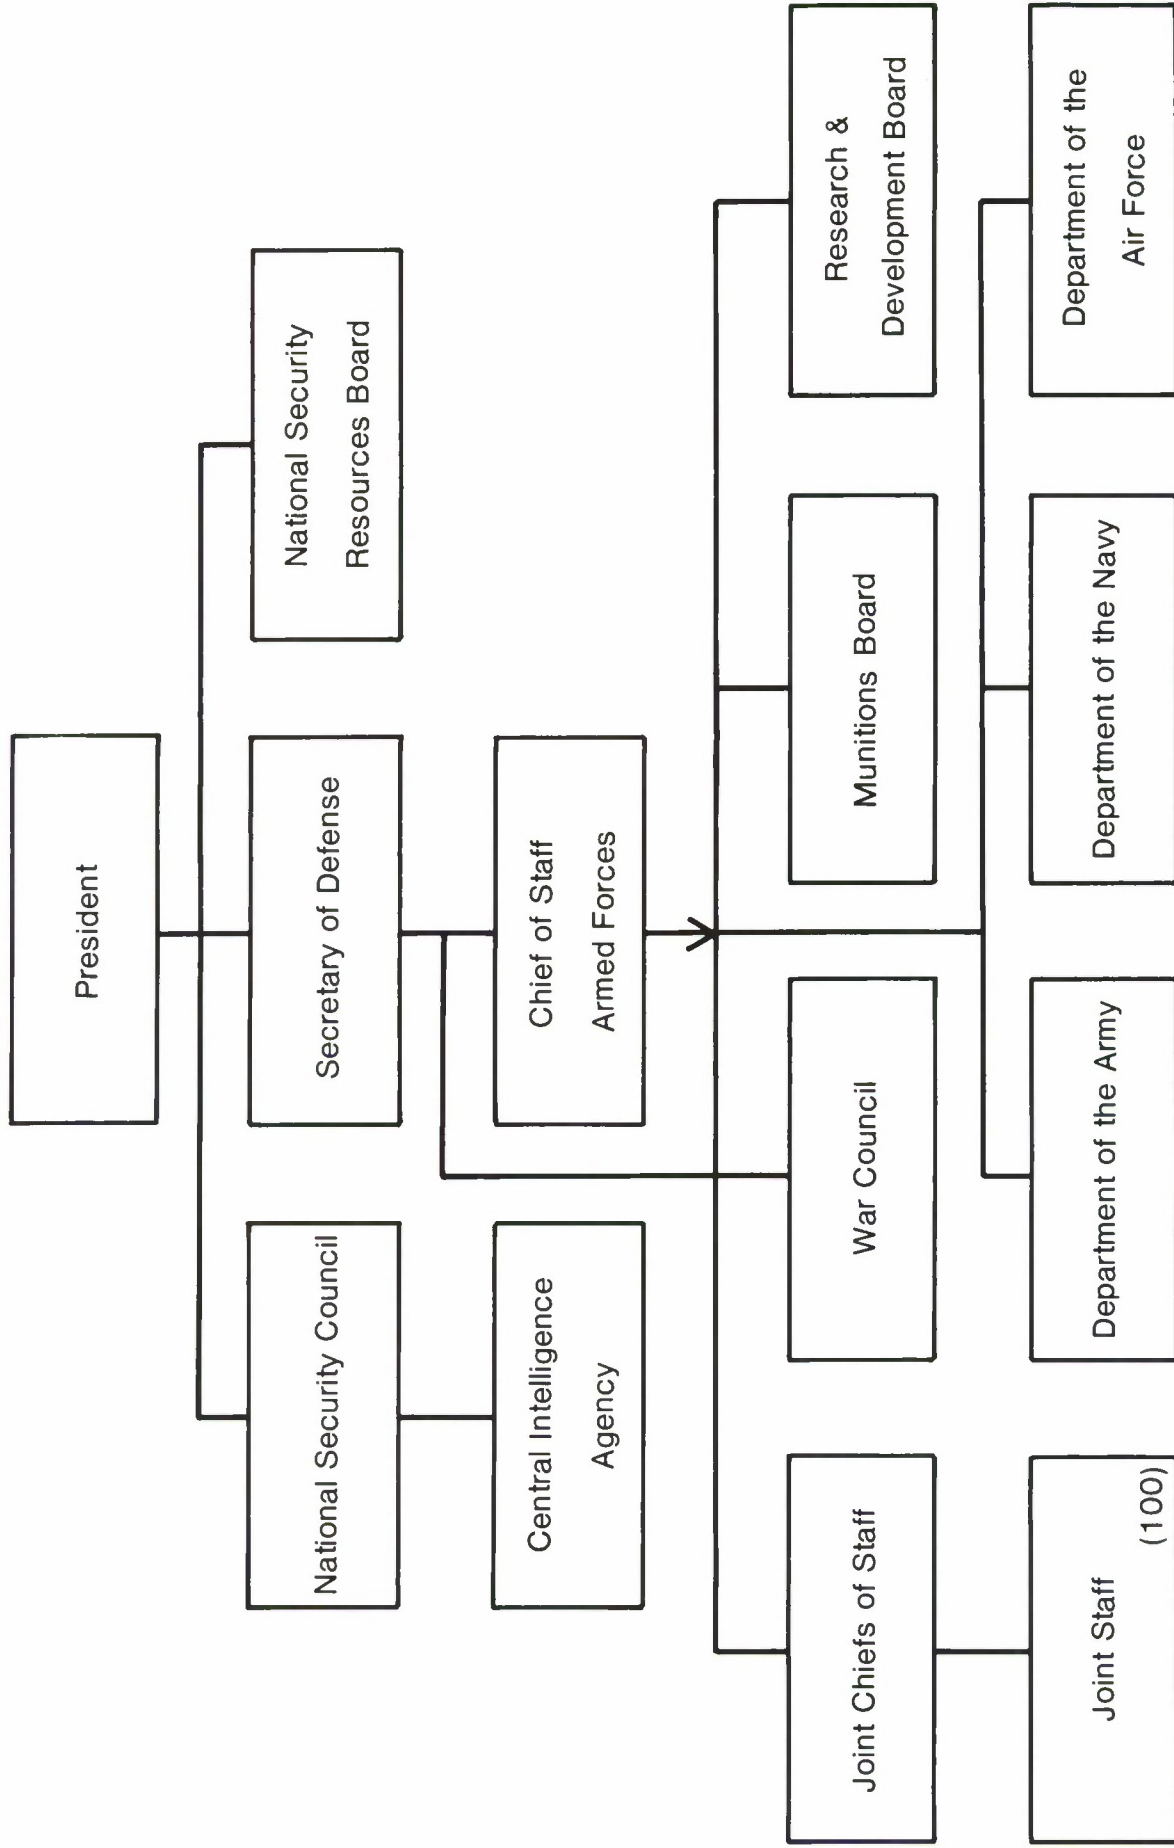 President
National Security Council
Secretary of Defense
National Security
Resources Board
Central Intelligence
Agency
Chief of Staff
Armed Forces
Joint Chiefs of Staff
War Council
Munitions Board
Research &
Development Board
Joint Staff
(100)
Department of the Army
Department of the Navy
Department of the
Air Force